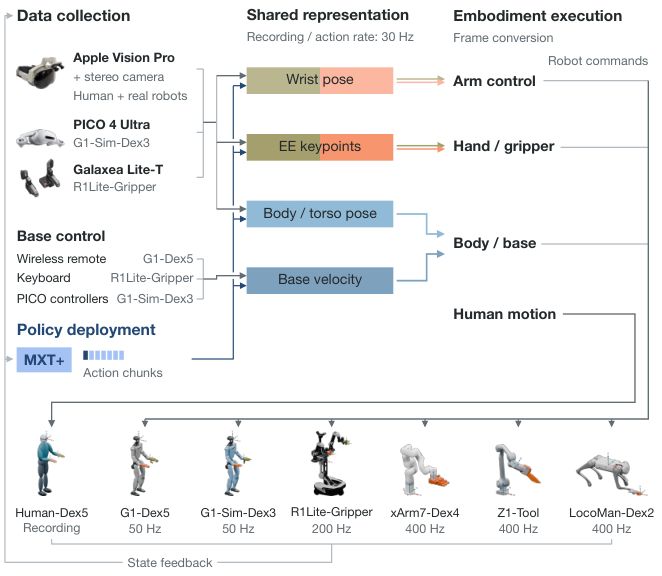 Data collection
Apple Vision Pro
+ stereo camera
Human + real robots
PICO 4 Ultra
G1-Sim-Dex3
Galaxea Lite-T
R1Lite-Gripper
Base control
Wireless remote G1-Dex5
Keyboard R1Lite-Gripper
PICO controllers G1-Sim-Dex3
Policy deployment
MXT+
Action chunks
Shared representation
Recording / action rate: 30 Hz
Wrist pose
EE keypoints
Body / torso pose
Base velocity
Embodiment execution
Frame conversion
Robot commands
Arm control
Hand / gripper
Body / base
Human motion
Human-Dex5 G1-Dex5 G1-Sim-Dex3 R1Lite-Gripper xArm7-Dex4 Z1-Tool LocoMan-Dex2
Recording 50 Hz 50 Hz 200 Hz 400 Hz 400 Hz 400 Hz
State feedback